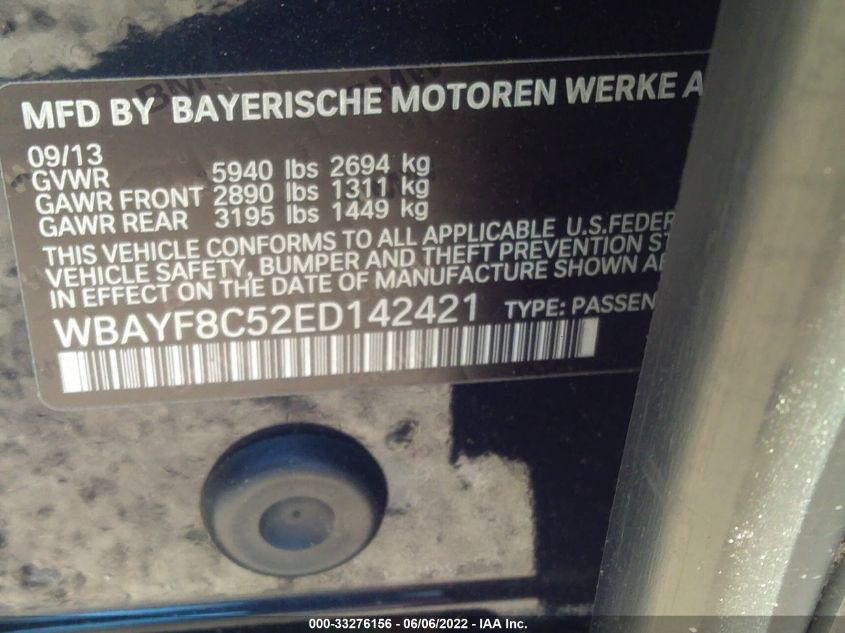 MFD BY BAYERISCHE MOTOREN WERKE A
09/13
GVWR 5940 lbs 2694 kg
GAWR FRONT 2890 lbs 1311 kg
GAWR REAR 3195 lbs 1449 kg
THIS VEHICLE CONFORMS TO ALL APPLICABLE U.S.FEDER
VEHICLE SAFETY, BUMPER AND THEFT PREVENTION ST
IN EFFECT ON THE DATE OF MANUFACTURE SHOWN AB
WBAYF8C52ED142421 TYPE: PASSEN
000-33276156 - 06/06/2022 - IAA Inc.